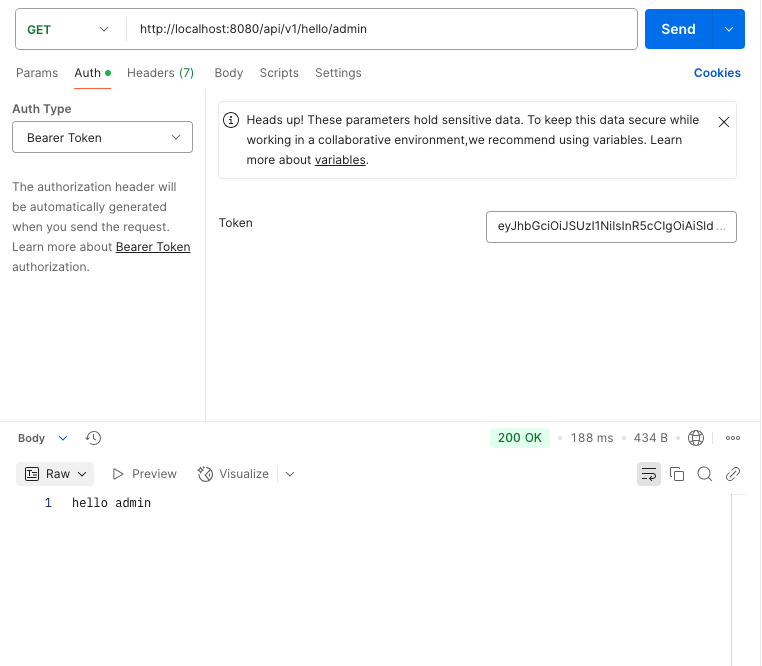 GET http://localhost:8080/api/v1/hello/admin Send
Params Auth Headers (7) Body Scripts Settings Cookies
Auth Type
Bearer Token
The authorization header will
be automatically generated
when you send the request.
Learn more about Bearer Token
authorization.
Heads up! These parameters hold sensitive data. To keep this data secure while
working in a collaborative environment,we recommend using variables. Learn
more about variables.
Token eyJhbGciOiJSUzI1NiIsInR5cCIgOiAiSld ...
Body 200 OK 188 ms 434 B
Raw Preview Visualize
1 hello admin